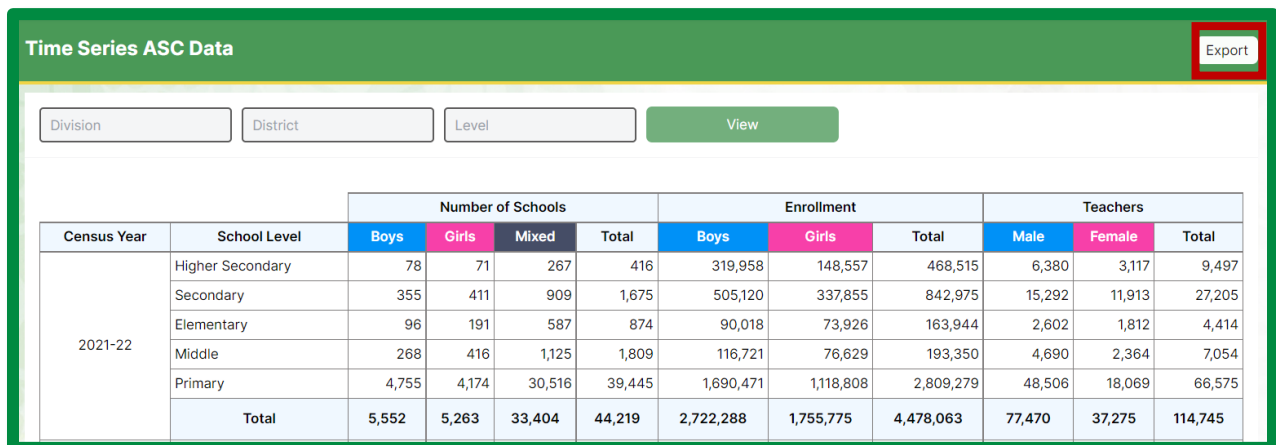 Time Series ASC Data
Export
Division District Level View
Number of Schools Enrollment Teachers
Census Year School Level Boys Girls Mixed Total Boys Girls Total Male Female Total
Higher Secondary 78 71 267 416 319,958 148,557 468,515 6,380 3,117 9,497
Secondary 355 411 909 1,675 505,120 337,855 842,975 15,292 11,913 27,205
Elementary 96 191 587 874 90,018 73,926 163,944 2,602 1,812 4,414
2021-22
Middle 268 416 1,125 1,809 116,721 76,629 193,350 4,690 2,364 7,054
Primary 4,755 4,174 30,516 39,445 1,690,471 1,118,808 2,809,279 48,506 18,069 66,575
Total 5,552 5,263 33,404 44,219 2,722,288 1,755,775 4,478,063 77,470 37,275 114,745